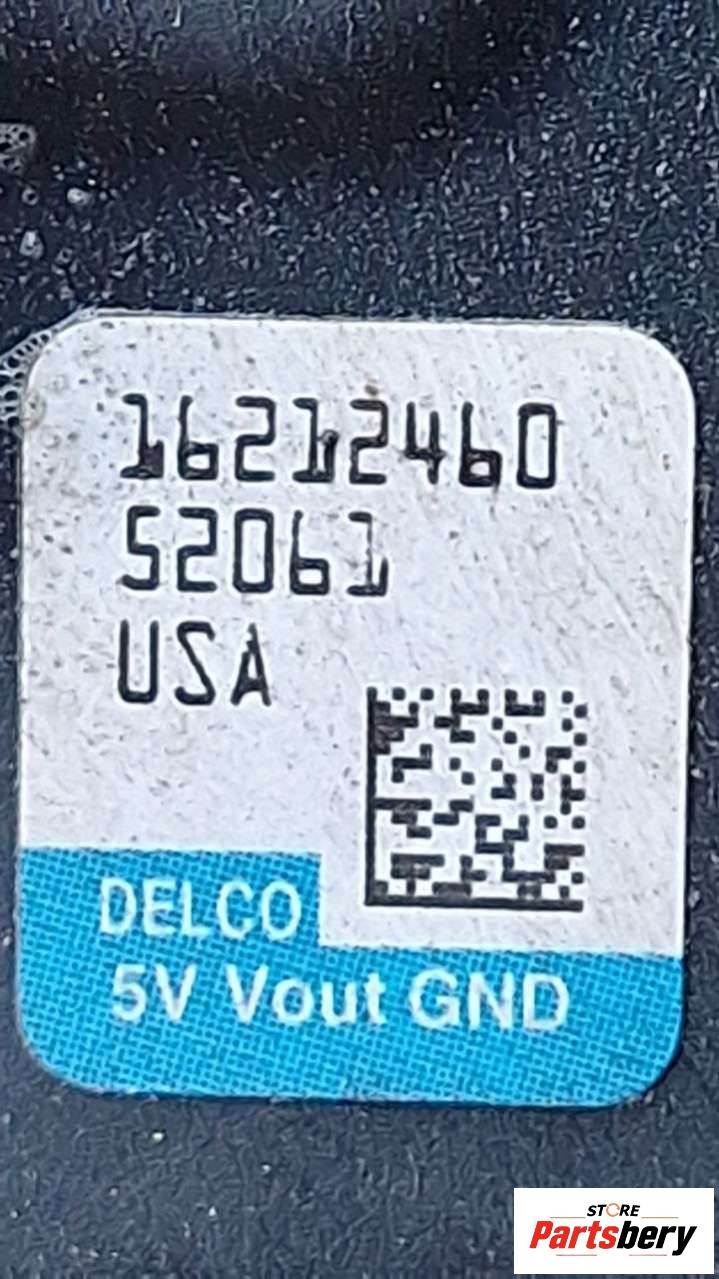 16212460
52061
USA
DELCO
5V Vout GND
STORE
Partsbery